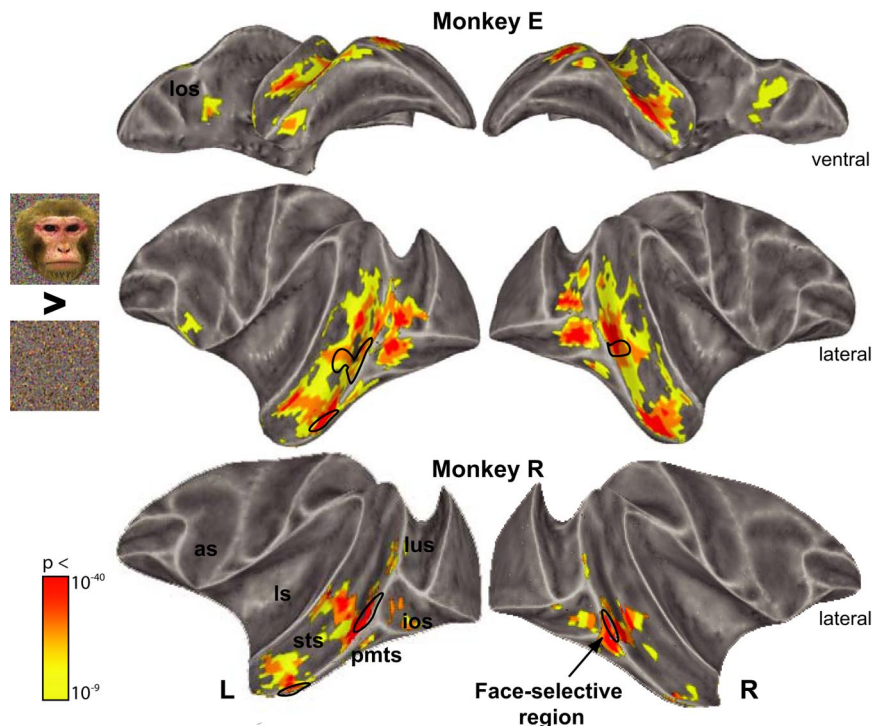 Monkey E
los
ventral
>
lateral
Monkey R
p <
10-40
10-9
as
ls
sts
pmts
lus
ios
lateral
L
R
Face-selective
region